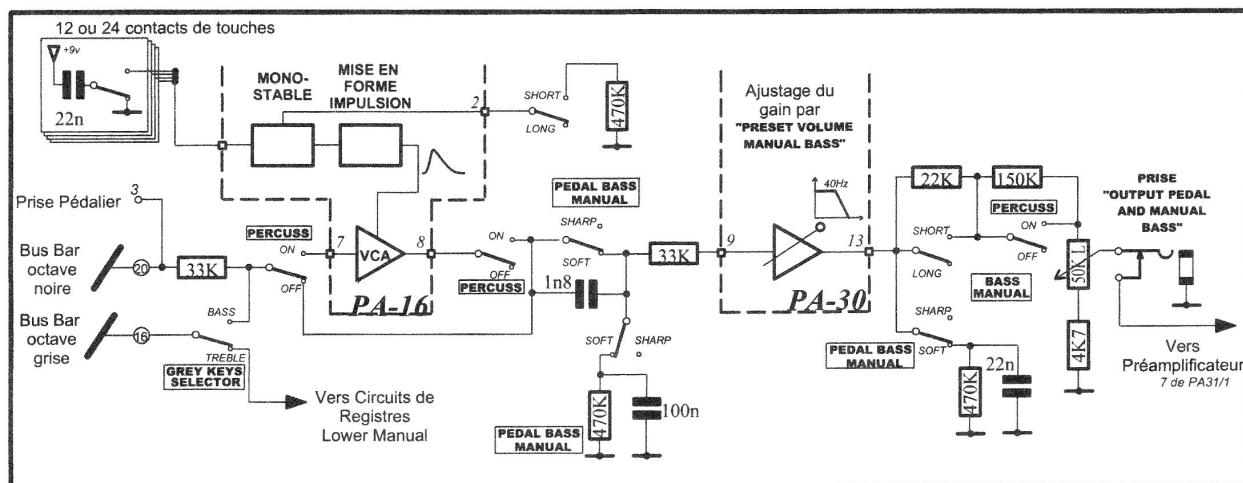 12 ou 24 contacts de touches
+9v
22n
MONO-
STABLE
MISE EN
FORME
IMPULSION
2
SHORT
LONG
470K
Prise Pédalier
3
Bus Bar
octave
noire
20
33K
PERCUSS
ON
OFF
7
VCA
8
PA-16
ON
OFF
PERCUSS
Bus Bar
octave
grise
16
BASS
TREBLE
GREY KEYS
SELECTOR
Vers Circuits de
Registres
Lower Manual
PEDAL BASS
MANUAL
SHARP
SOFT
1n8
SOFT
SHARP
470K
100n
PEDAL BASS
MANUAL
33K
Ajustage du
gain par
"PRESET VOLUME
MANUAL BASS"
40Hz
9
13
PA-30
22K
150K
SHORT
LONG
PERCUSS
ON
OFF
BASS
MANUAL
SHARP
SOFT
PEDAL BASS
MANUAL
470K
22n
50K L
4K7
PRISE
"OUTPUT PEDAL
AND MANUAL
BASS"
Vers
Préamplificateur
7 de PA31/1